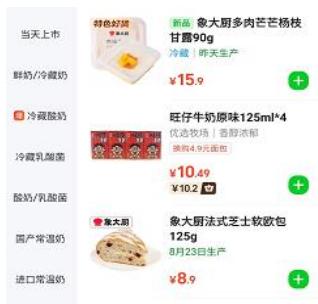 当天上市
鲜奶/冷藏奶
冷藏酸奶
冷藏乳酸菌
酸奶/乳酸菌
国产常温奶
进口常温奶
特色好货
象大厨
新品 象大厨多肉芒芒杨枝
甘露90g
冷藏 昨天生产
¥15.9
旺仔牛奶原味125ml*4
优选牧场 香醇浓郁
换购4.9元面包
¥10.49
¥10.2
象大厨
象大厨法式芝士软欧包
125g
8月23日生产
¥8.9